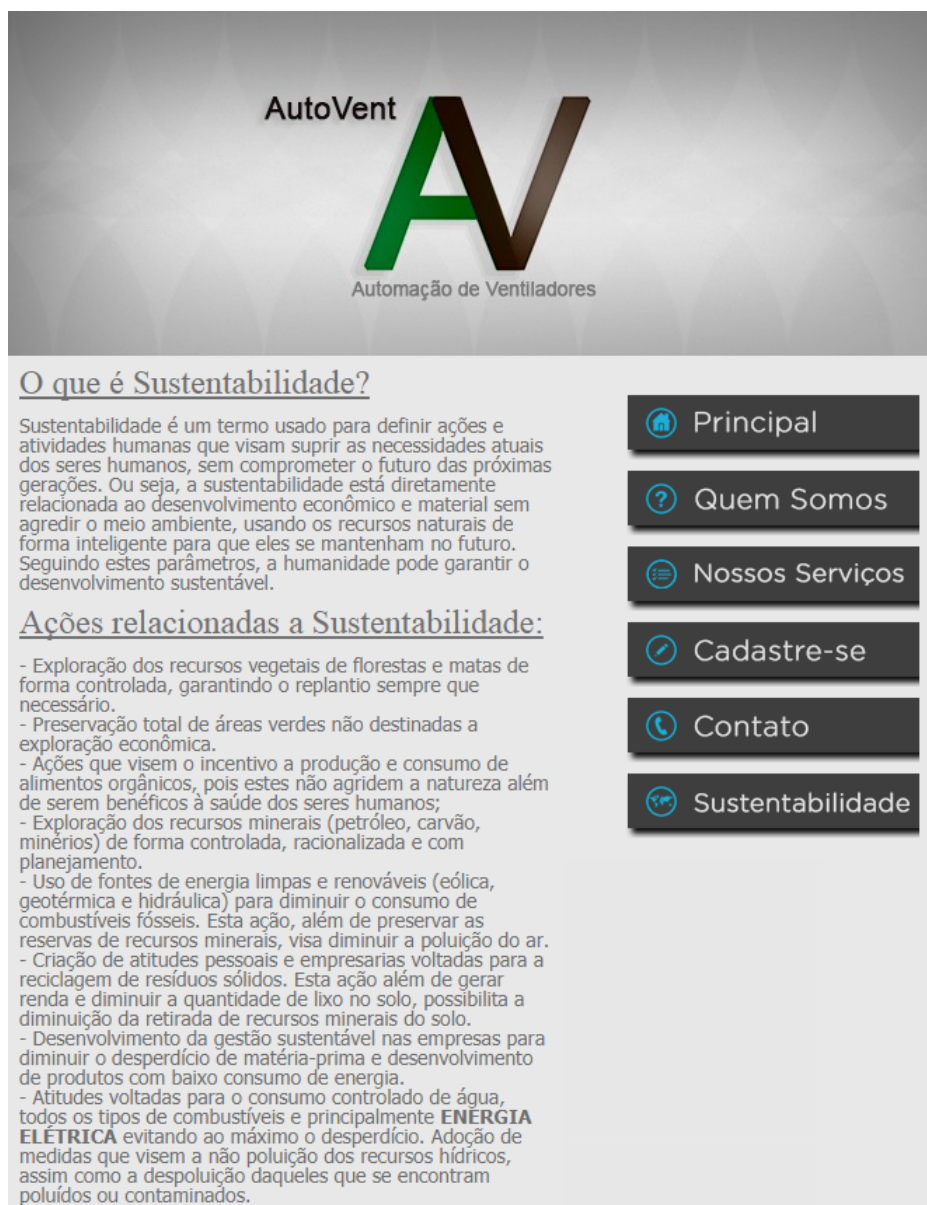 AutoVent
AV
Automação de Ventiladores
O que é Sustentabilidade?
Sustentabilidade é um termo usado para definir ações e
atividades humanas que visam suprir as necessidades atuais
dos seres humanos, sem comprometer o futuro das próximas
gerações. Ou seja, a sustentabilidade está diretamente
relacionada ao desenvolvimento econômico e material sem
agredir o meio ambiente, usando os recursos naturais de
forma inteligente para que eles se mantenham no futuro.
Seguindo estes parâmetros, a humanidade pode garantir o
desenvolvimento sustentável.
Ações relacionadas a Sustentabilidade:
- Exploração dos recursos vegetais de florestas e matas de
forma controlada, garantindo o replantio sempre que
necessário.
- Preservação total de áreas verdes não destinadas a
exploração econômica.
- Ações que visem o incentivo a produção e consumo de
alimentos orgânicos, pois estes não agridem a natureza além
de serem benéficos à saúde dos seres humanos;
- Exploração dos recursos minerais (petróleo, carvão,
minérios) de forma controlada, racionalizada e com
planejamento.
- Uso de fontes de energia limpas e renováveis (eólica,
geotérmica e hidráulica) para diminuir o consumo de
combustíveis fósseis. Esta ação, além de preservar as
reservas de recursos minerais, visa diminuir a poluição do ar.
- Criação de atitudes pessoais e empresarias voltadas para a
reciclagem de resíduos sólidos. Esta ação além de gerar
renda e diminuir a quantidade de lixo no solo, possibilita a
diminuição da retirada de recursos minerais do solo.
- Desenvolvimento da gestão sustentável nas empresas para
diminuir o desperdício de matéria-prima e desenvolvimento
de produtos com baixo consumo de energia.
- Atitudes voltadas para o consumo controlado de água,
todos os tipos de combustíveis e principalmente ENERGIA
ELÉTRICA evitando ao máximo o desperdício. Adoção de
medidas que visem a não poluição dos recursos hídricos,
assim como a despoluição daqueles que se encontram
poluídos ou contaminados.
Principal
Quem Somos
Nossos Serviços
Cadastre-se
Contato
Sustentabilidade